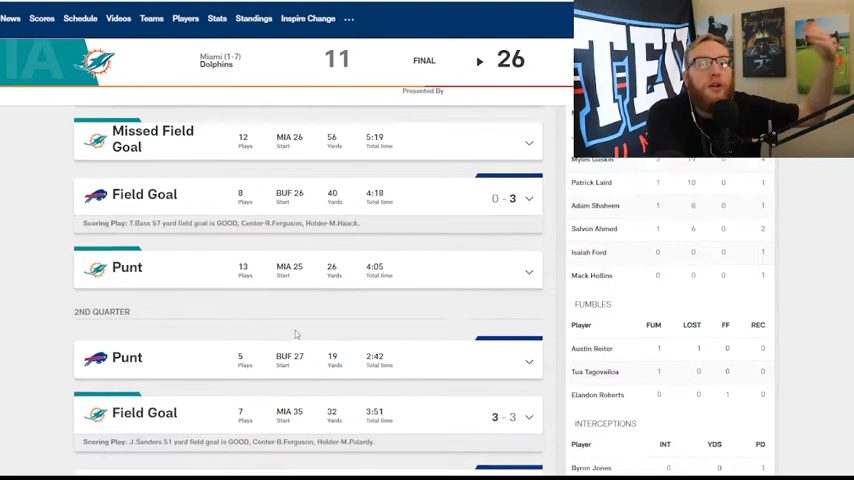 News Scores Schedule Videos Teams Players Stats Standings Inspire Change ...
Miami (1-7)
Dolphins
11
FINAL
26
Presented By
Missed Field
Goal
12 MIA 26 56 5:19
Plays Start Yards Total time
Field Goal
8 BUF 26 40 4:18
Plays Start Yards Total time
0 - 3
Scoring Play: T.Bass 57 yard field goal is GOOD, Center-R.Ferguson, Holder-M.Haack.
Punt
13 MIA 25 26 4:05
Plays Start Yards Total time
2ND QUARTER
Punt
5 BUF 27 19 2:42
Plays Start Yards Total time
Field Goal
7 MIA 35 32 3:51
Plays Start Yards Total time
3 - 3
Scoring Play: J.Sanders 51 yard field goal is GOOD, Center-B.Ferguson, Holder-M.Palardy.
Myles Gaskin 3 19 0 4
Patrick Laird 1 10 0 1
Adam Shaheen 1 6 0 1
Salvon Ahmed 1 6 0 2
Isaiah Ford 0 0 0 1
Mack Hollins 0 0 0 1
FUMBLES
Player FUM LOST FF REC
Austin Reiter 1 1 0 0
Tua Tagovailoa 1 0 0 0
Elandon Roberts 0 0 1 0
INTERCEPTIONS
Player INT YDS PD
Byron Jones 0 0 1